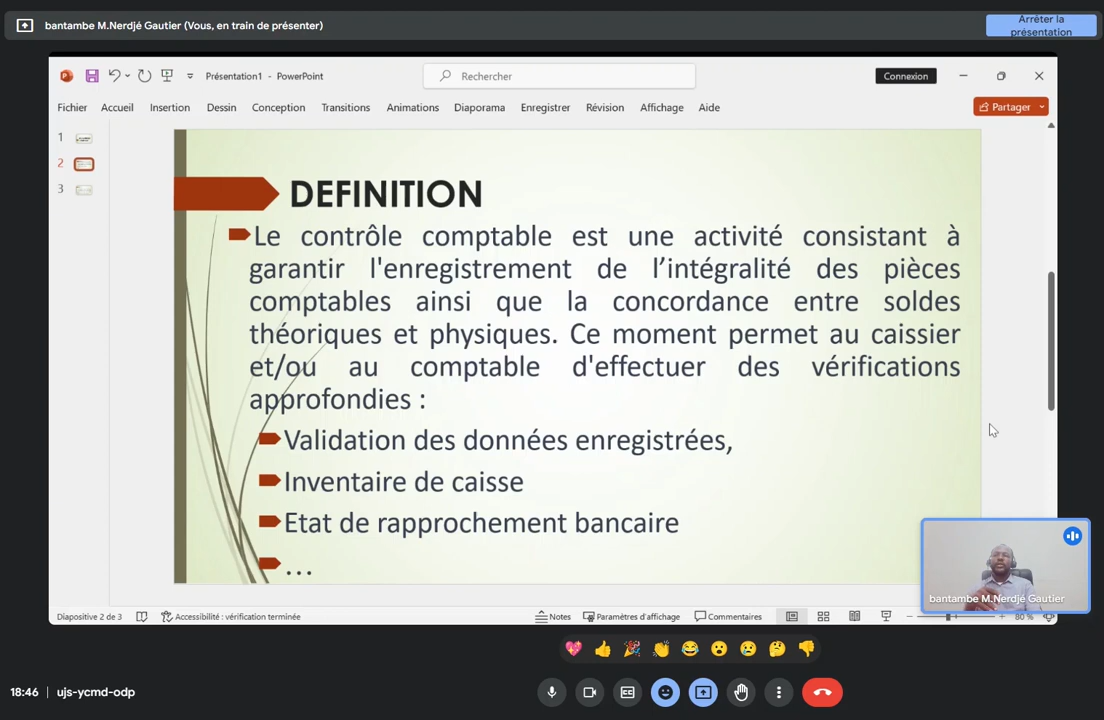 bantambe M.Nerdjé Gautier (Vous, en train de présenter)
Arrêter la
présentation
Présentation1 - PowerPoint
Rechercher
Connexion
Fichier Accueil Insertion Dessin Conception Transitions Animations Diaporama Enregistrer Révision Affichage Aide
Partager
1
2
3
DEFINITION
Le contrôle comptable est une activité consistant à
garantir l'enregistrement de l’intégralité des pièces
comptables ainsi que la concordance entre soldes
théoriques et physiques. Ce moment permet au caissier
et/ou au comptable d'effectuer des vérifications
approfondies :
Validation des données enregistrées,
Inventaire de caisse
Etat de rapprochement bancaire
...
bantambe M.Nerdjé Gautier
Diapositive 2 de 3 Accessibilité : vérification terminée Notes Paramètres d'affichage Commentaires 80 %
18:46 ujs-ycmd-odp